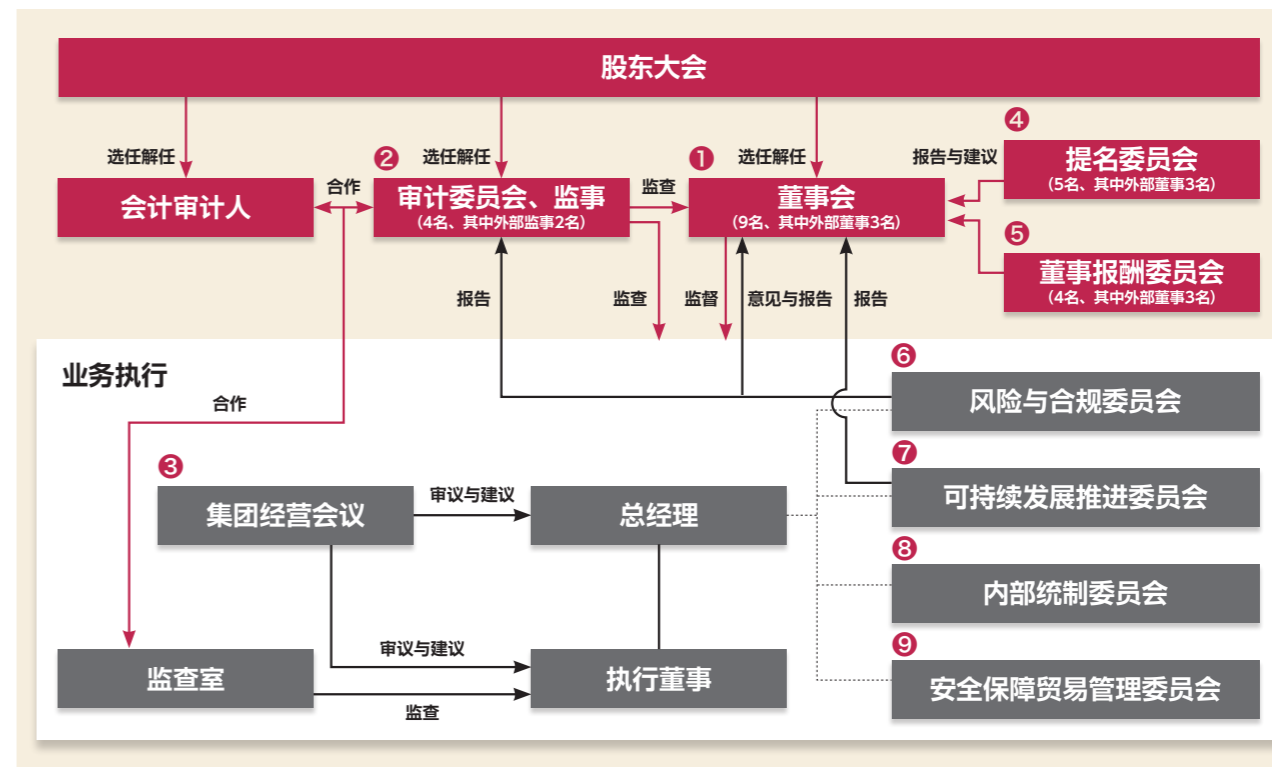 股东大会
选任解任
选任解任
选任解任
会计审计人
合作
❷
审计委员会、监事
(4名、其中外部监事2名)
监查
❶
董事会
(9名、其中外部董事3名)
报告与建议
❹
提名委员会
(5名、其中外部董事3名)
❺
董事报酬委员会
(4名、其中外部董事3名)
报告
监查
监督
意见与报告
报告
业务执行
合作
❸
集团经营会议
审议与建议
总经理
监查室
审议与建议
监查
执行董事
❻
风险与合规委员会
❼
可持续发展推进委员会
❽
内部统制委员会
❾
安全保障贸易管理委员会